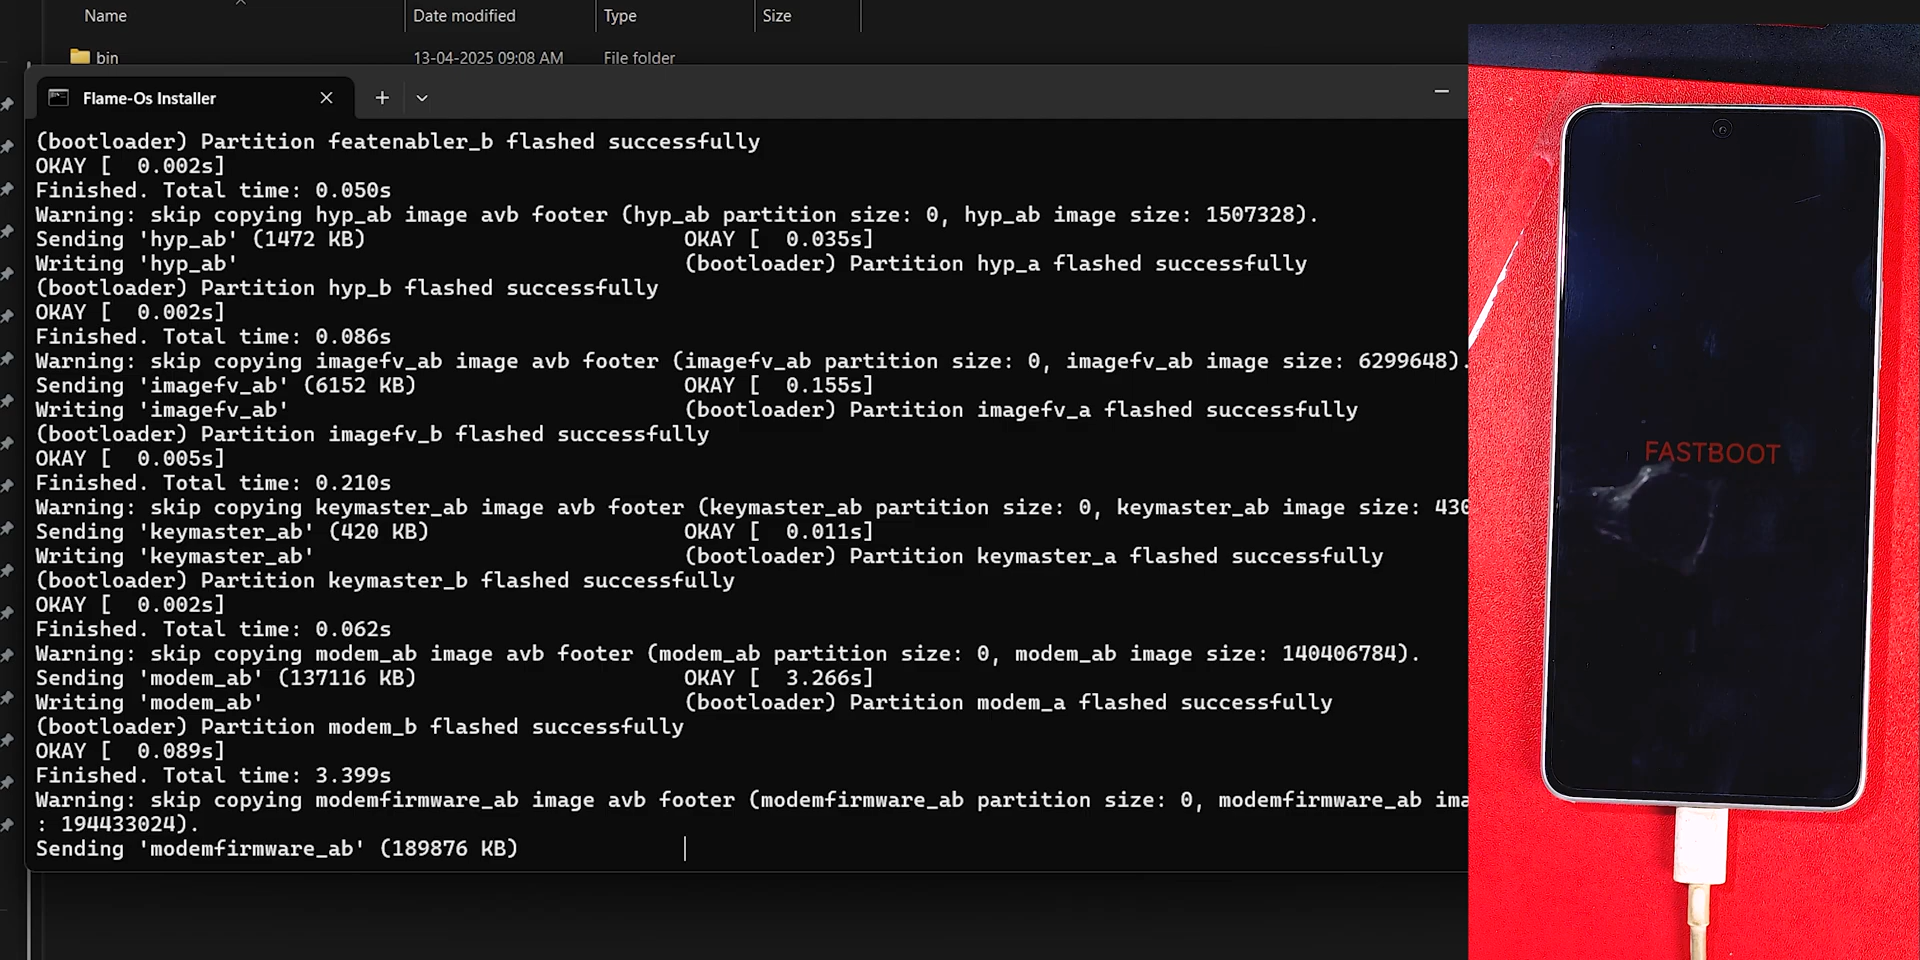 Name Date modified Type Size
bin 13-04-2025 09:08 AM File folder
Flame-Os Installer
(bootloader) Partition featenabler_b flashed successfully
OKAY [  0.002s]
Finished. Total time: 0.050s
Warning: skip copying hyp_ab image avb footer (hyp_ab partition size: 0, hyp_ab image size: 1507328).
Sending 'hyp_ab' (1472 KB) OKAY [  0.035s]
Writing 'hyp_ab' (bootloader) Partition hyp_a flashed successfully
(bootloader) Partition hyp_b flashed successfully
OKAY [  0.002s]
Finished. Total time: 0.086s
Warning: skip copying imagefv_ab image avb footer (imagefv_ab partition size: 0, imagefv_ab image size: 6299648).
Sending 'imagefv_ab' (6152 KB) OKAY [  0.155s]
Writing 'imagefv_ab' (bootloader) Partition imagefv_a flashed successfully
(bootloader) Partition imagefv_b flashed successfully
OKAY [  0.005s]
Finished. Total time: 0.210s
Warning: skip copying keymaster_ab image avb footer (keymaster_ab partition size: 0, keymaster_ab image size: 430
Sending 'keymaster_ab' (420 KB) OKAY [  0.011s]
Writing 'keymaster_ab' (bootloader) Partition keymaster_a flashed successfully
(bootloader) Partition keymaster_b flashed successfully
OKAY [  0.002s]
Finished. Total time: 0.062s
Warning: skip copying modem_ab image avb footer (modem_ab partition size: 0, modem_ab image size: 140406784).
Sending 'modem_ab' (137116 KB) OKAY [  3.266s]
Writing 'modem_ab' (bootloader) Partition modem_a flashed successfully
(bootloader) Partition modem_b flashed successfully
OKAY [  0.089s]
Finished. Total time: 3.399s
Warning: skip copying modemfirmware_ab image avb footer (modemfirmware_ab partition size: 0, modemfirmware_ab ima
: 194433024).
Sending 'modemfirmware_ab' (189876 KB)
FASTBOOT